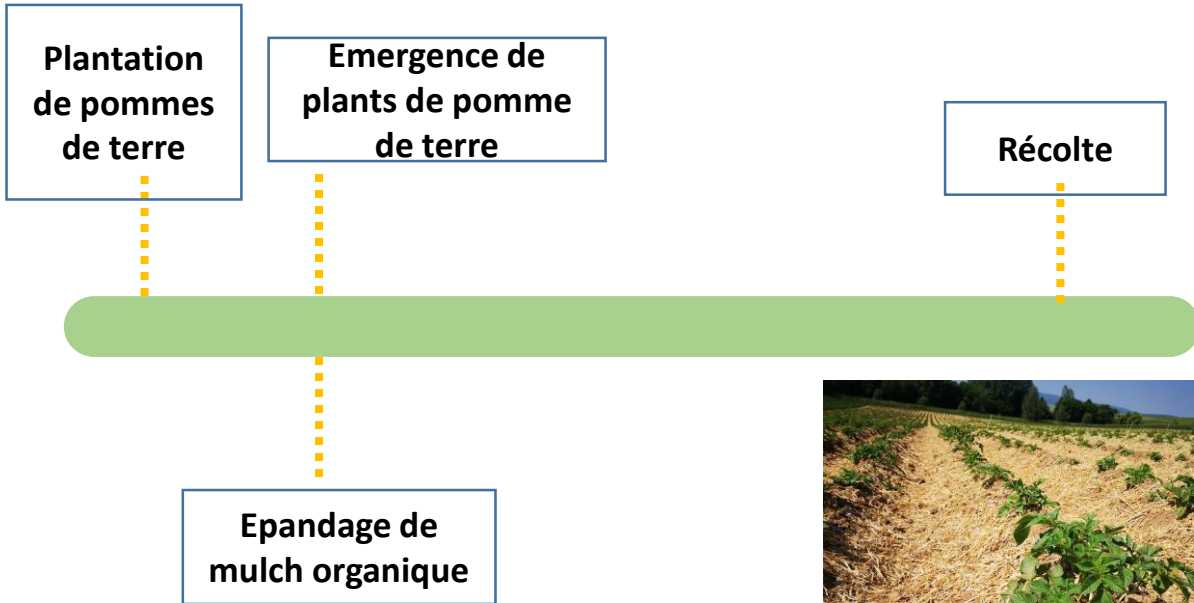 Plantation
de pommes
de terre
Emergence de
plants de pomme
de terre
Récolte
Epandage de
mulch organique